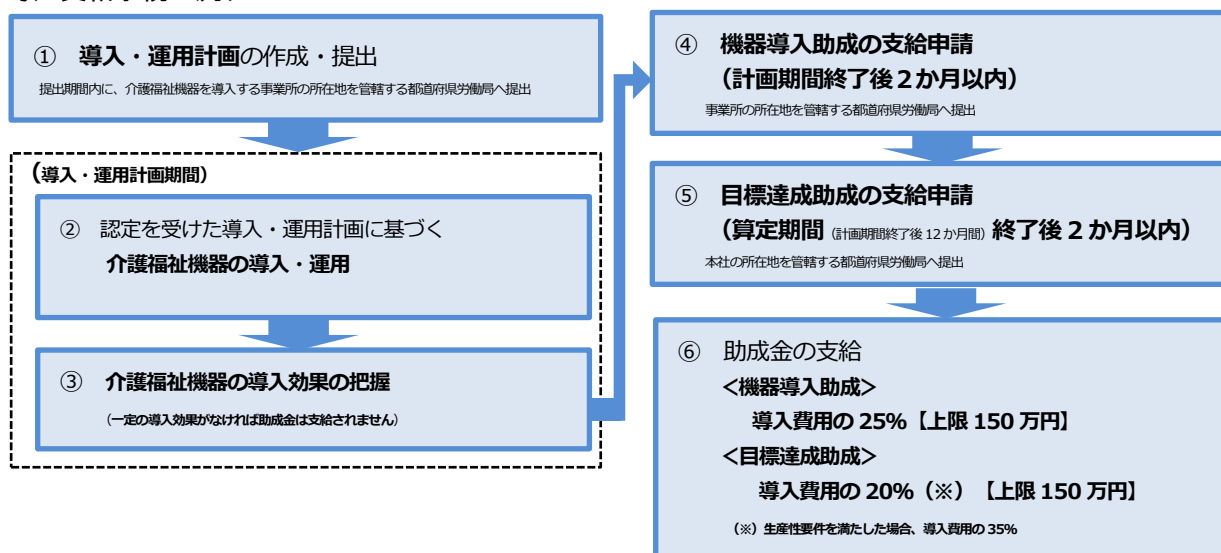 ① 導入・運用計画の作成・提出
提出期間内に、介護福祉機器を導入する事業所の所在地を管轄する都道府県労働局へ提出
(導入・運用計画期間)
② 認定を受けた導入・運用計画に基づく
介護福祉機器の導入・運用
③ 介護福祉機器の導入効果の把握
(一定の導入効果がなければ助成金は支給されません)
④ 機器導入助成の支給申請
(計画期間終了後2か月以内)
事業所の所在地を管轄する都道府県労働局へ提出
⑤ 目標達成助成の支給申請
(算定期間(計画期間終了後12か月間)終了後2か月以内)
本社の所在地を管轄する都道府県労働局へ提出
⑥ 助成金の支給
<機器導入助成>
導入費用の25%【上限150万円】
<目標達成助成>
導入費用の20%(※)【上限150万円】
(※)生産性要件を満たした場合、導入費用の35%